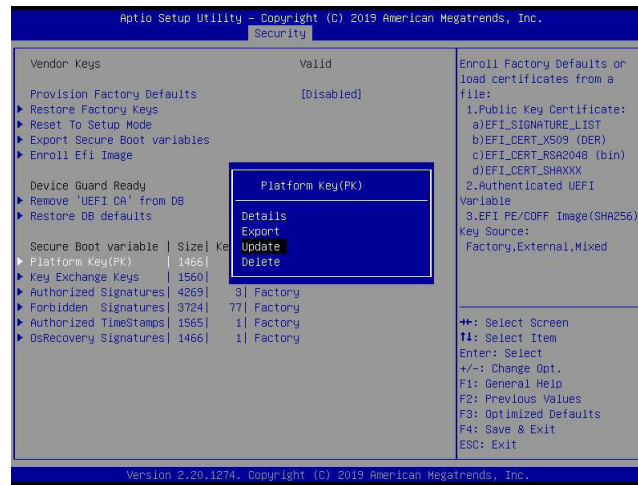 Aptio Setup Utility - Copyright (C) 2019 American Megatrends, Inc.
Security
Vendor Keys Valid
Provision Factory Defaults [Disabled]
Restore Factory Keys
Reset To Setup Mode
Export Secure Boot variables
Enroll Efi Image
Device Guard Ready
Remove 'UEFI CA' from DB
Restore DB defaults
Secure Boot variable | Size| Ke
Platform Key(PK) | 1466|
Key Exchange Keys | 1560|
Authorized Signatures| 4269| 3| Factory
Forbidden Signatures| 3724| 77| Factory
Authorized TimeStamps| 1565| 1| Factory
OsRecovery Signatures| 1466| 1| Factory
Platform Key(PK)
Details
Export
Update
Delete
Enroll Factory Defaults or
load certificates from a
file:
1.Public Key Certificate:
a)EFI_SIGNATURE_LIST
b)EFI_CERT_X509 (DER)
c)EFI_CERT_RSA2048 (bin)
d)EFI_CERT_SHAXXX
2.Authenticated UEFI
Variable
3.EFI PE/COFF Image(SHA256)
Key Source:
Factory,External,Mixed
→←: Select Screen
↑↓: Select Item
Enter: Select
+/-: Change Opt.
F1: General Help
F2: Previous Values
F3: Optimized Defaults
F4: Save & Exit
ESC: Exit
Version 2.20.1274. Copyright (C) 2019 American Megatrends, Inc.